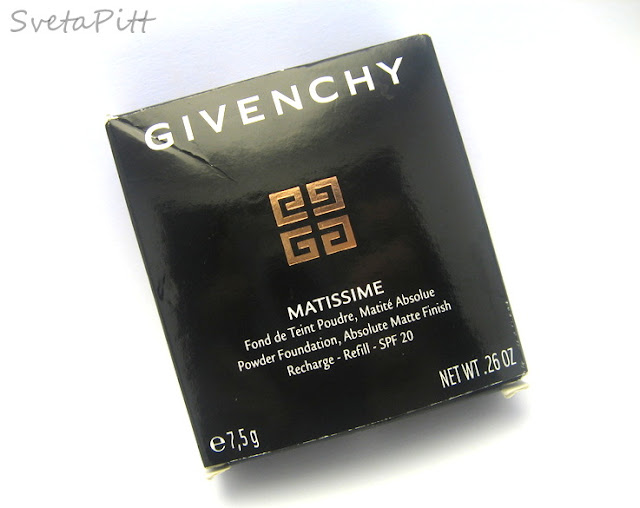 SvetaPitt
GIVENCHY
MATISSIME
Fond de Teint Poudre, Matité Absolue
Powder Foundation, Absolute Matte Finish
Recharge - Refill - SPF 20
℮7,5g
NET WT. .26 OZ